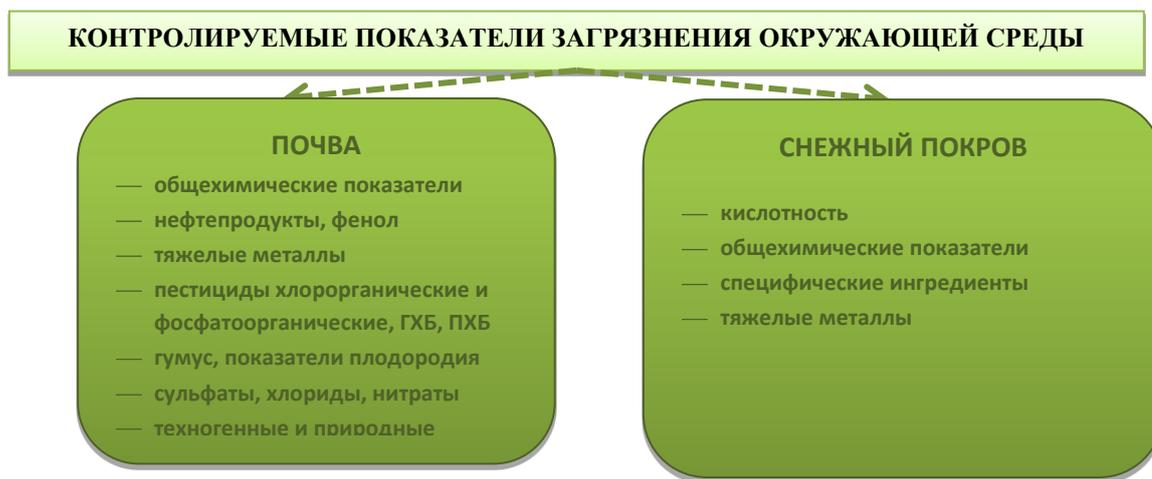 КОНТРОЛИРУЕМЫЕ ПОКАЗАТЕЛИ ЗАГРЯЗНЕНИЯ ОКРУЖАЮЩЕЙ СРЕДЫ
ПОЧВА
— общехимические показатели
— нефтепродукты, фенол
— тяжелые металлы
— пестициды хлорорганические и
фосфатоорганические, ГХБ, ПХБ
— гумус, показатели плодородия
— сульфаты, хлориды, нитраты
— техногенные и природные
СНЕЖНЫЙ ПОКРОВ
— кислотность
— общехимические показатели
— специфические ингредиенты
— тяжелые металлы